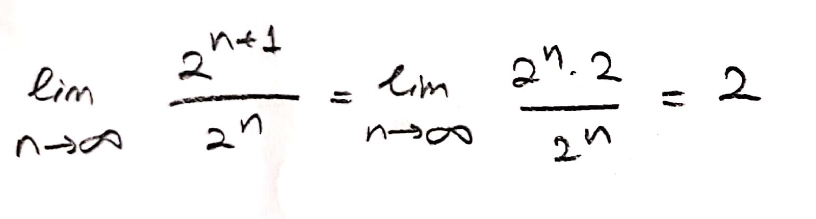 lim n→∞ 2^(n+1) / 2^n = lim n→∞ 2^n · 2 / 2^n = 2